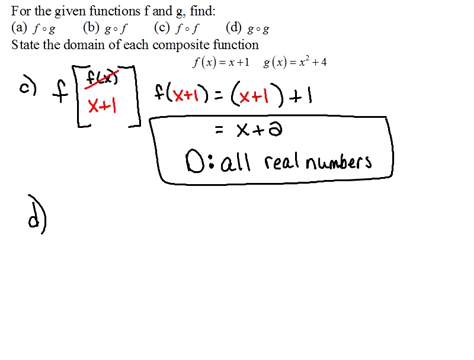 For the given functions f and g, find:
(a) f∘g (b) g∘f (c) f∘f (d) g∘g
State the domain of each composite function
f(x)=x+1 g(x)=x²+4
c) f[f(x) x+1] f(x+1) = (x+1)+1
= x+2
D: all real numbers
d)